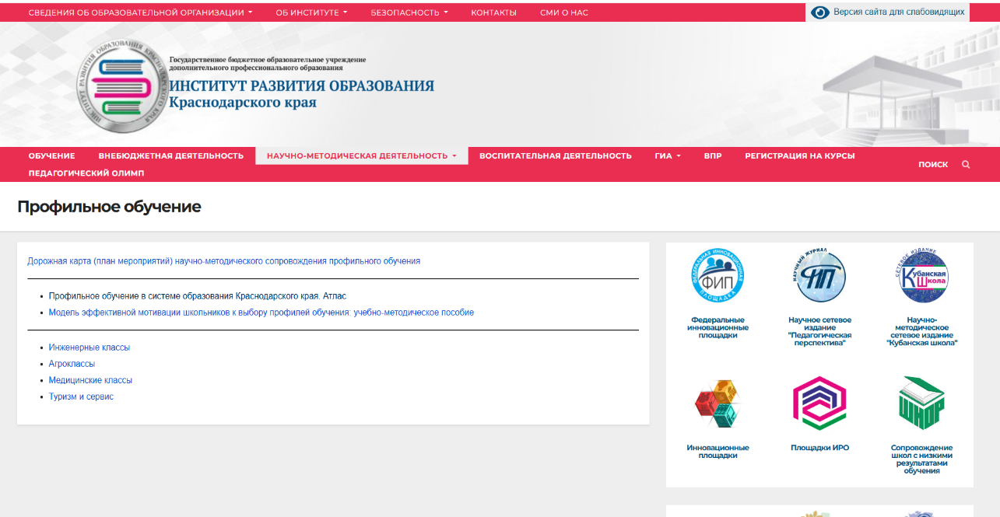 СВЕДЕНИЯ ОБ ОБРАЗОВАТЕЛЬНОЙ ОРГАНИЗАЦИИ ОБ ИНСТИТУТЕ БЕЗОПАСНОСТЬ КОНТАКТЫ СМИ О НАС
Версия сайта для слабовидящих
ИНСТИТУТ РАЗВИТИЯ ОБРАЗОВАНИЯ КРАСНОДАРСКОГО КРАЯ
Государственное бюджетное образовательное учреждение
дополнительного профессионального образования
ИНСТИТУТ РАЗВИТИЯ ОБРАЗОВАНИЯ
Краснодарского края
ОБУЧЕНИЕ ВНЕБЮДЖЕТНАЯ ДЕЯТЕЛЬНОСТЬ НАУЧНО-МЕТОДИЧЕСКАЯ ДЕЯТЕЛЬНОСТЬ ВОСПИТАТЕЛЬНАЯ ДЕЯТЕЛЬНОСТЬ ГИА ВПР РЕГИСТРАЦИЯ НА КУРСЫ
ПЕДАГОГИЧЕСКИЙ ОЛИМП
ПОИСК
Профильное обучение
Дорожная карта (план мероприятий) научно-методического сопровождения профильного обучения
Профильное обучение в системе образования Краснодарского края. Атлас
Модель эффективной мотивации школьников к выбору профилей обучения: учебно-методическое пособие
Инженерные классы
Агроклассы
Медицинские классы
Туризм и сервис
ФЕДЕРАЛЬНАЯ ИННОВАЦИОННАЯ
ФИП
ПЛОЩАДКА
Федеральные
инновационные
площадки
НАУЧНЫЙ ЖУРНАЛ
Научное сетевое
издание
"Педагогическая
перспектива"
СЕТЕВОЕ ИЗДАНИЕ
Кубанская
Школа
Научно-
методическое
сетевое издание
"Кубанская школа"
Инновационные
площадки
Площадки ИРО
ШНОР
Сопровождение
школ с низкими
результатами
обучения